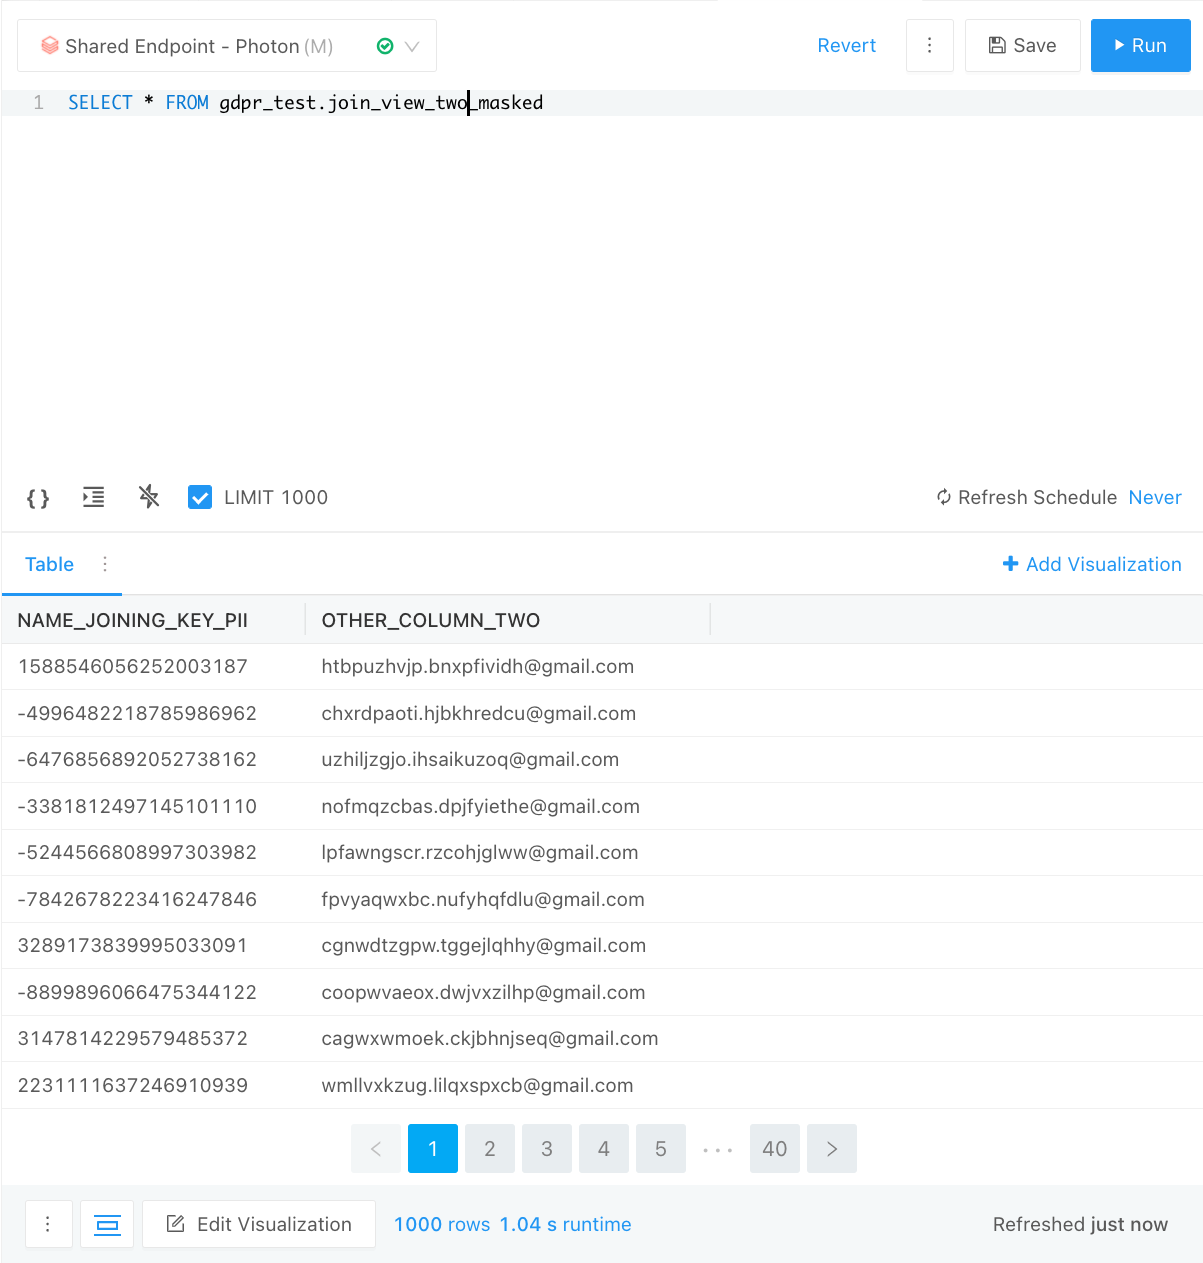 Shared Endpoint - Photon (M) Revert Save Run
1 SELECT * FROM gdpr_test.join_view_two_masked
{ } LIMIT 1000 Refresh Schedule Never
Table Add Visualization
NAME_JOINING_KEY_PII OTHER_COLUMN_TWO
1588546056252003187 htbpuzhvjp.bnxpfividh@gmail.com
-4996482218785986962 chxrdpaoti.hjbkhredcu@gmail.com
-6476856892052738162 uzhiljzgjo.ihsaikuzoq@gmail.com
-3381812497145101110 nofmqzcbas.dpjfyiethe@gmail.com
-5244566808997303982 lpfawngscr.rzcohjglww@gmail.com
-7842678223416247846 fpvyaqwxbc.nufyhqfdlu@gmail.com
3289173839995033091 cgnwdtzgpw.tggejlqhhy@gmail.com
-8899896066475344122 coopwvaeox.dwjvxzilhp@gmail.com
3147814229579485372 cagwxwmoek.ckjbhnjseq@gmail.com
2231111637246910939 wmllvxkzug.lilqxspxcb@gmail.com
< 1 2 3 4 5 ··· 40 >
Edit Visualization 1000 rows 1.04 s runtime Refreshed just now